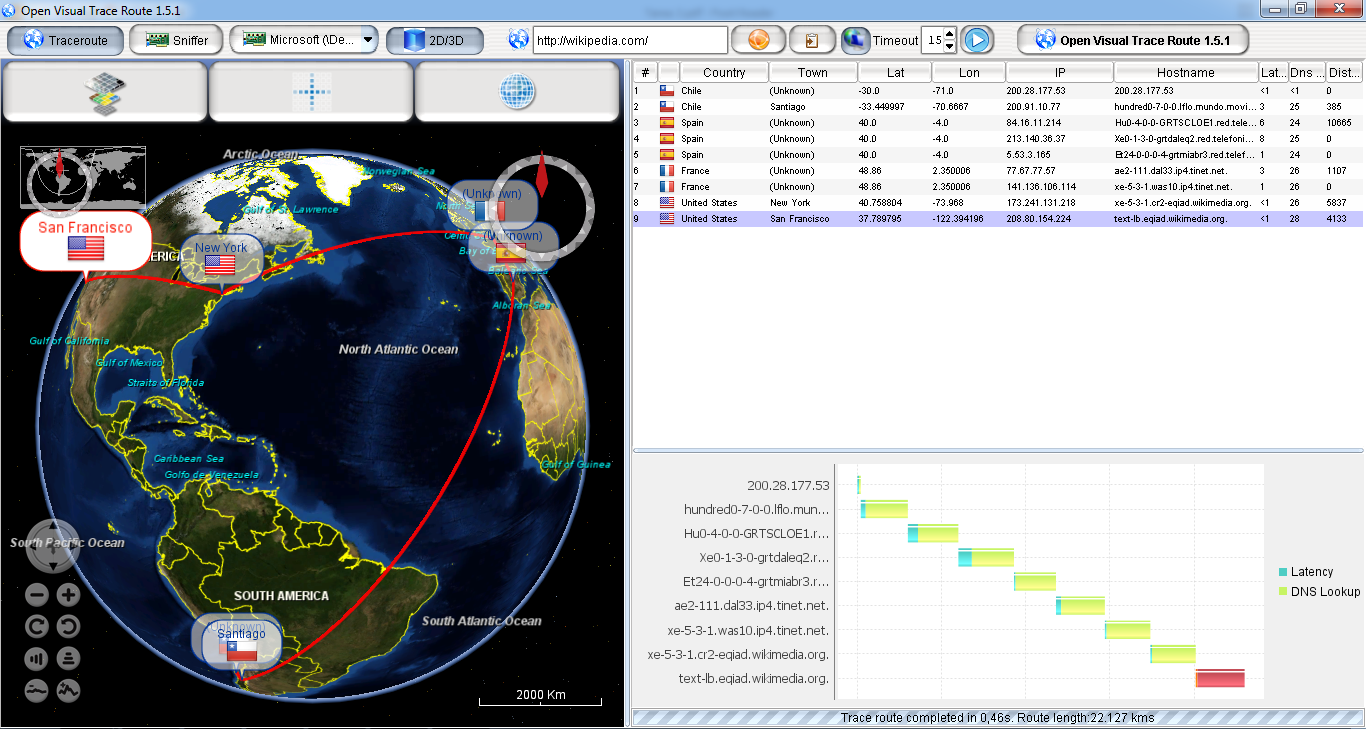 Open Visual Trace Route 1.5.1
Traceroute Sniffer Microsoft (\De... 2D/3D http://wikipedia.com/ Timeout 15 Open Visual Trace Route 1.5.1
# Country Town Lat Lon IP Hostname Lat... Dns ... Dist...
1 Chile (Unknown) -30.0 -71.0 200.28.177.53 200.28.177.53 <1 <1 0
2 Chile Santiago -33.449997 -70.6667 200.91.10.77 hundred0-7-0-0.lflo.mundo.movi... 3 25 385
3 Spain (Unknown) 40.0 -4.0 84.16.11.214 Hu0-4-0-0-GRTSCLOE1.red.tele... 6 24 10665
4 Spain (Unknown) 40.0 -4.0 213.140.36.37 Xe0-1-3-0-grtdaleq2.red.telefoni... 8 25 0
5 Spain (Unknown) 40.0 -4.0 5.53.3.165 Et24-0-0-0-4-grtmiabr3.red.telef... 1 24 0
6 France (Unknown) 48.86 2.350006 77.67.77.57 ae2-111.dal33.ip4.tinet.net. 3 26 1107
7 France (Unknown) 48.86 2.350006 141.136.106.114 xe-5-3-1.was10.ip4.tinet.net. 1 26 0
8 United States New York 40.758804 -73.968 173.241.131.218 xe-5-3-1.cr2-eqiad.wikimedia.org. <1 26 5837
9 United States San Francisco 37.789795 -122.394196 208.80.154.224 text-lb.eqiad.wikimedia.org. <1 28 4133
Arctic Ocean
Norwegian Sea
(Unknown)
Gulf of St. Lawrence
San Francisco
(Unknown)
New York
Alboran Sea
Gulf of California
North Atlantic Ocean
Gulf of Mexico
Straits of Florida
Caribbean Sea
Golfo de Venezuela
Gulf of Guinea
South Pacific Ocean
SOUTH AMERICA
South Atlantic Ocean
(Unknown)
Santiago
2000 Km
200.28.177.53
hundred0-7-0-0.lflo.mun...
Hu0-4-0-0-GRTSCLOE1.r...
Xe0-1-3-0-grtdaleq2.r...
Et24-0-0-0-4-grtmiabr3.r...
ae2-111.dal33.ip4.tinet.net.
xe-5-3-1.was10.ip4.tinet.net.
xe-5-3-1.cr2-eqiad.wikimedia.org.
text-lb.eqiad.wikimedia.org.
Latency
DNS Lookup
Trace route completed in 0,46s. Route length:22.127 kms